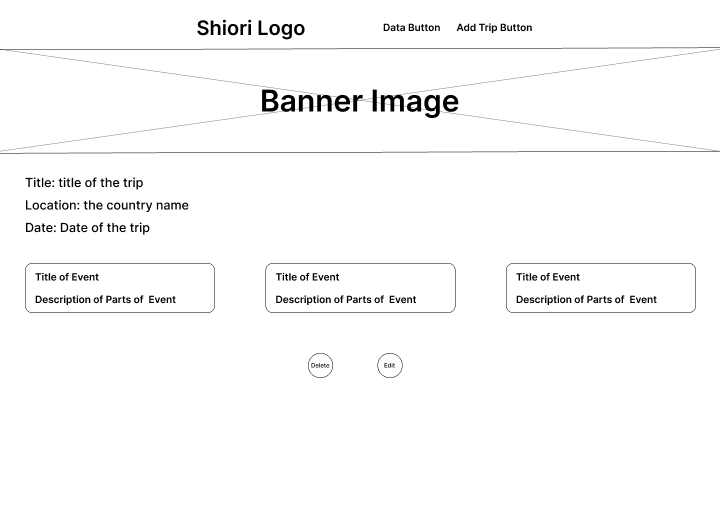 Shiori Logo
Data Button
Add Trip Button
Banner Image
Title: title of the trip
Location: the country name
Date: Date of the trip
Title of Event
Description of Parts of  Event
Title of Event
Description of Parts of  Event
Title of Event
Description of Parts of  Event
Delete
Edit